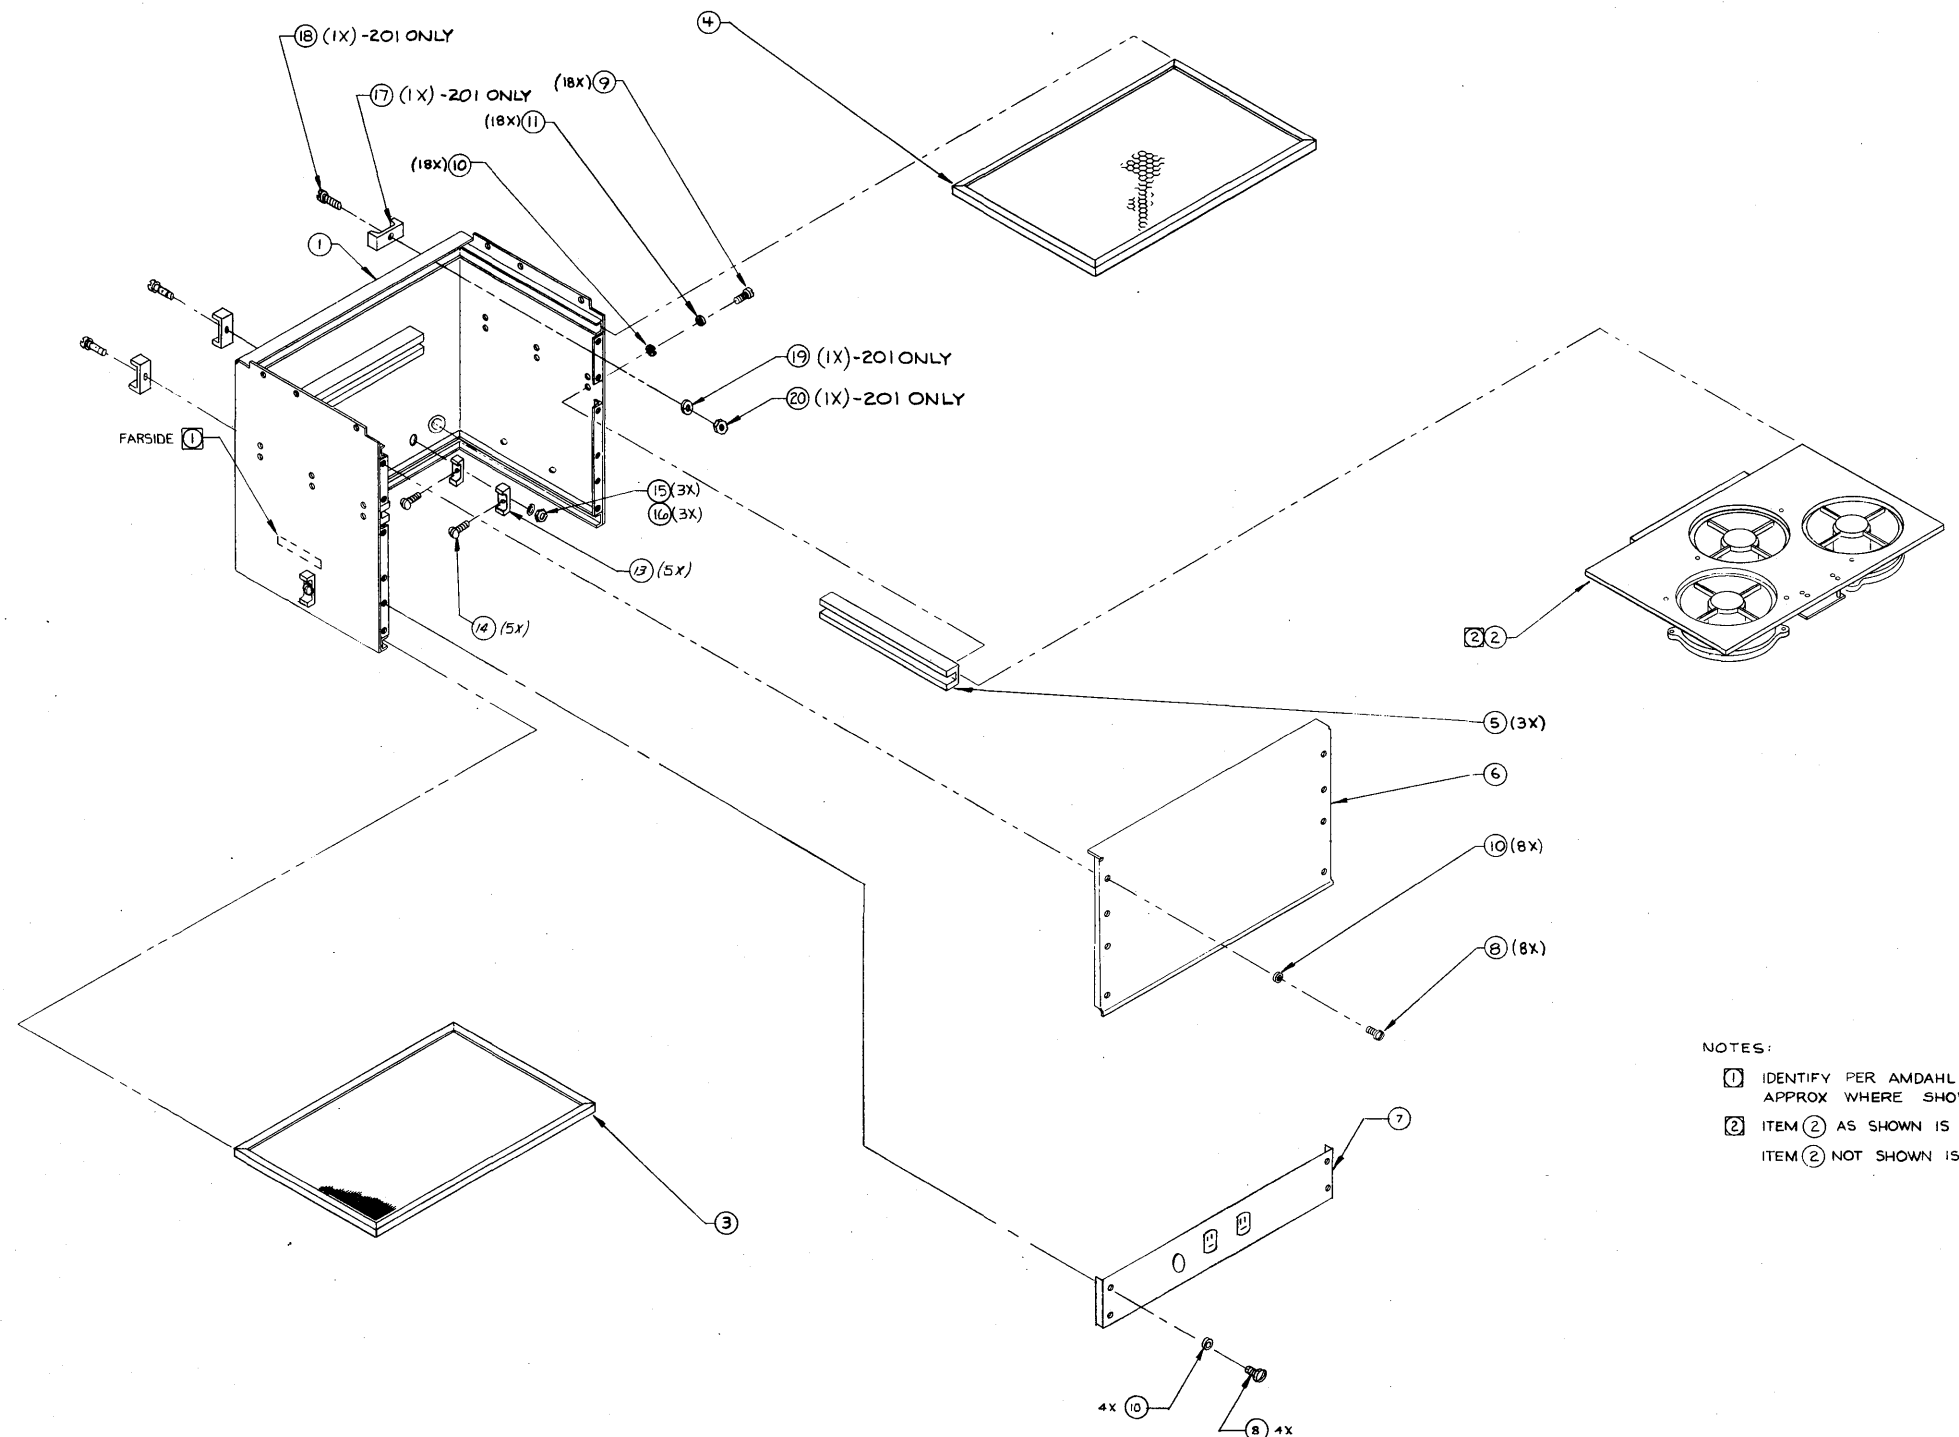 18 (1X) -201 ONLY
4
17 (1X) -201 ONLY
(18X) 9
(18X) 11
(18X) 10
1
19 (1X) -201 ONLY
20 (1X) -201 ONLY
FARSIDE 1
15 (3X)
16 (3X)
13 (5X)
14 (5X)
2 2
5 (3X)
6
10 (8X)
8 (8X)
NOTES:
1 IDENTIFY PER AMDAHL
APPROX WHERE
2 ITEM 2 AS SHOWN IS
ITEM 2 NOT SHOWN IS
7
3
4X 10
8 4X